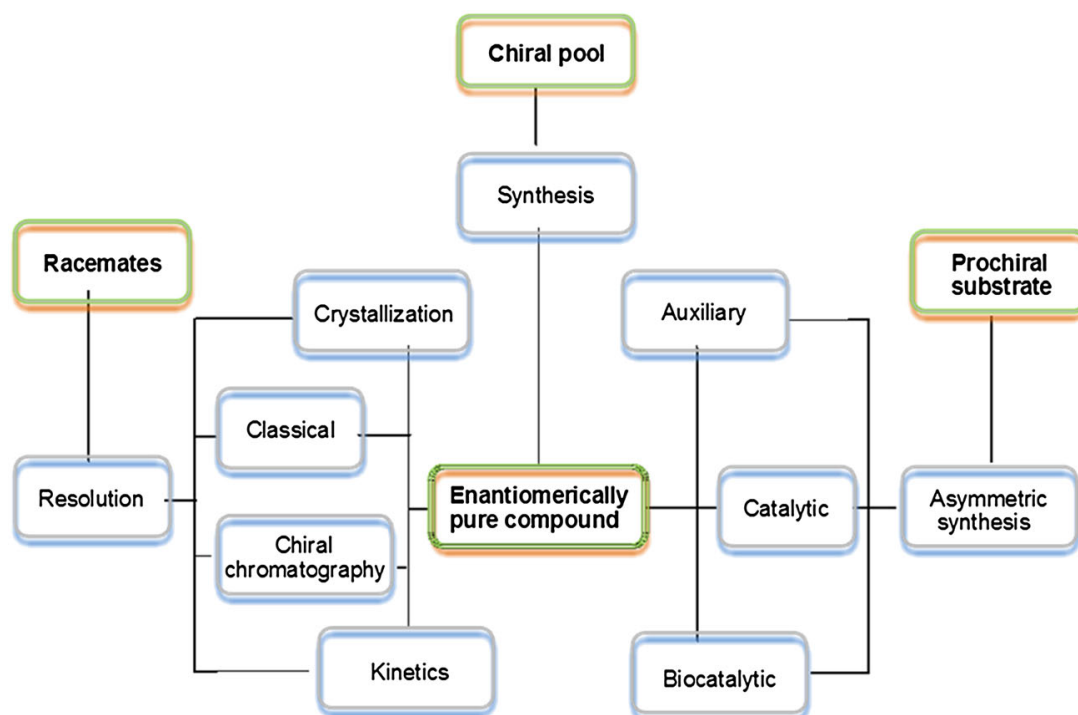 Chiral pool
Synthesis
Racemates
Prochiral
substrate
Crystallization
Auxiliary
Classical
Resolution
Enantiomerically
pure compound
Catalytic
Asymmetric
synthesis
Chiral
chromatography
Kinetics
Biocatalytic